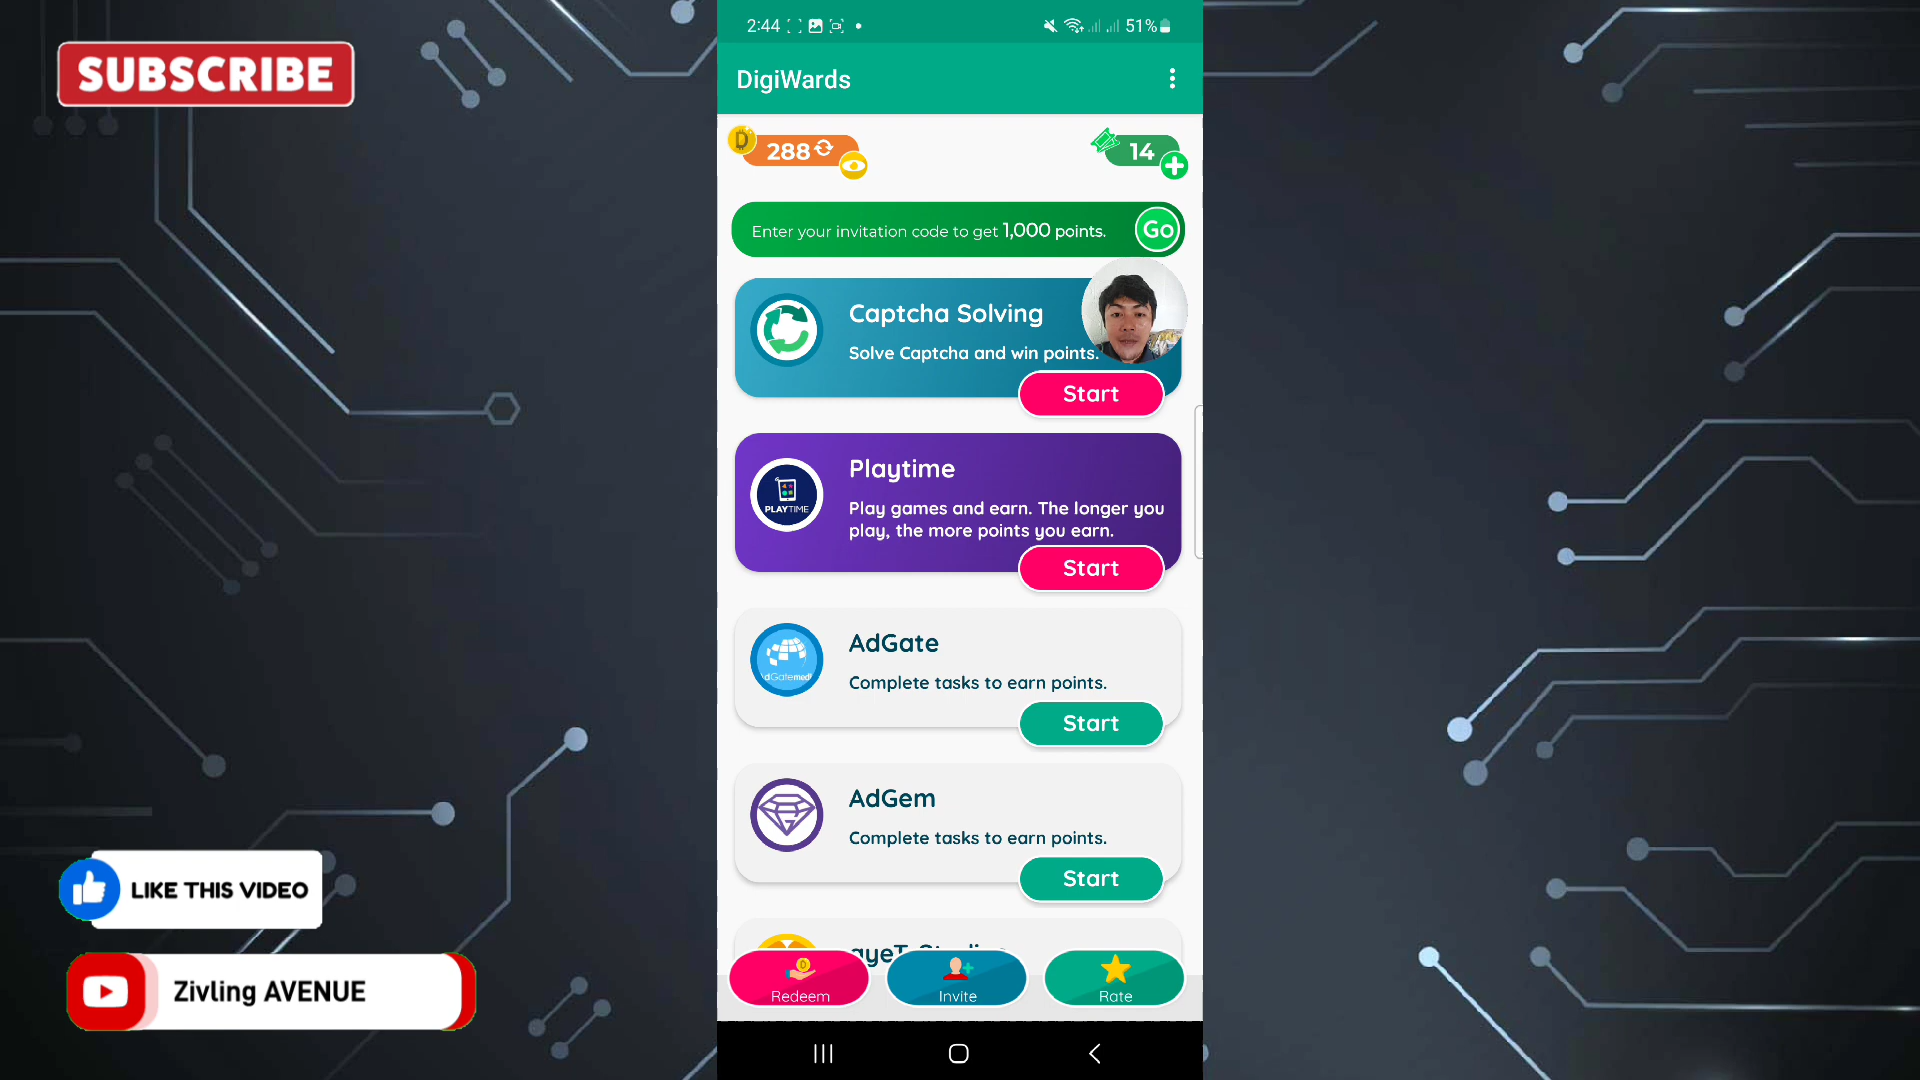 SUBSCRIBE
2:44
51%
DigiWards
288
14
Enter your invitation code to get 1,000 points.
Go
Captcha Solving
Solve Captcha and win points.
Start
PLAYTIME
Playtime
Play games and earn. The longer you
play, the more points you earn.
Start
dGatemedi
AdGate
Complete tasks to earn points.
Start
AdGem
Complete tasks to earn points.
Start
Redeem
Invite
Rate
LIKE THIS VIDEO
Zivling AVENUE